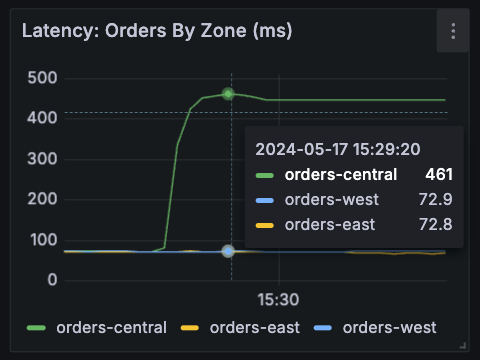 Latency: Orders By Zone (ms)
500
400
300
200
100
0
2024-05-17 15:29:20
orders-central 461
orders-west 72.9
orders-east 72.8
15:30
orders-central orders-east orders-west